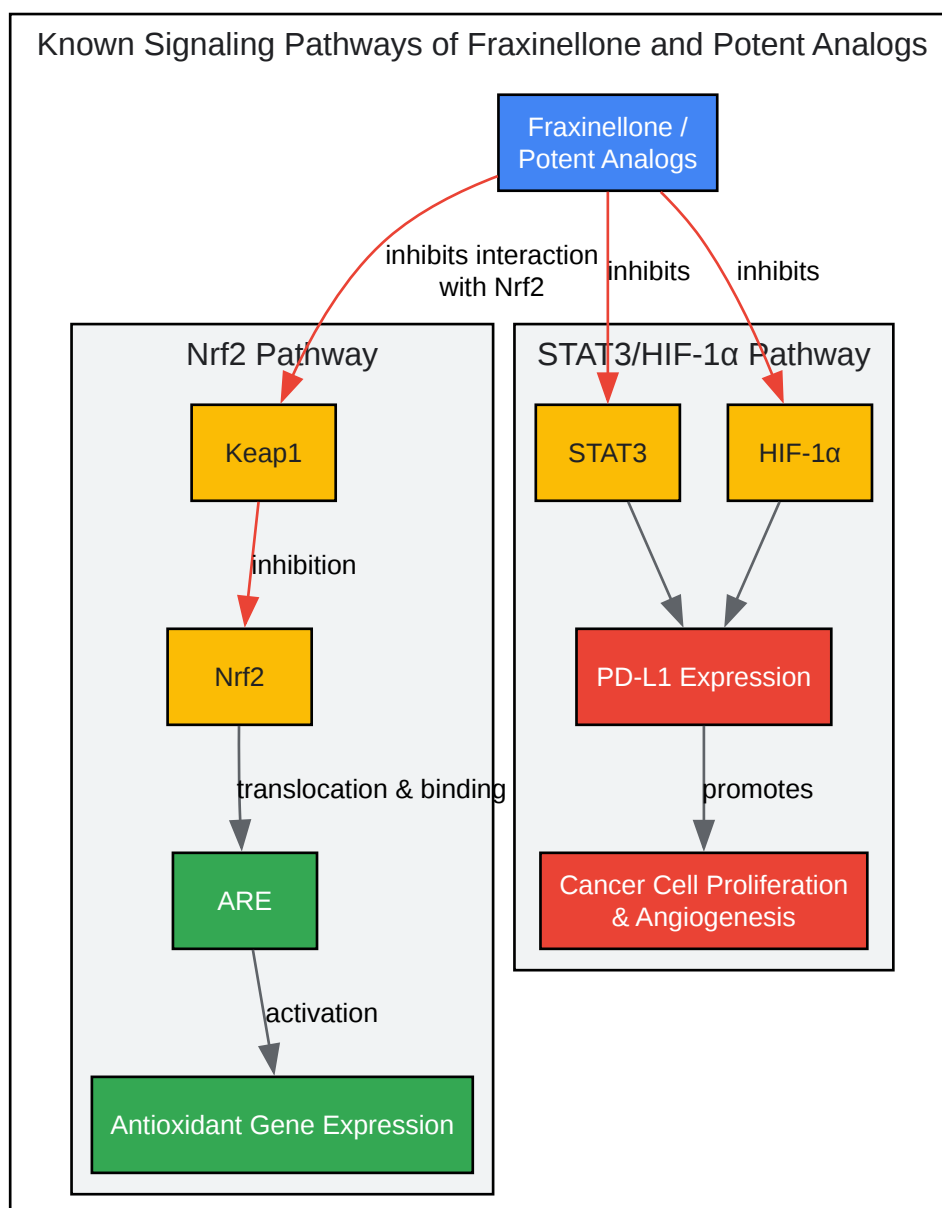 Known Signaling Pathways of Fraxinellone and Potent Analogs
Fraxinellone /
Potent Analogs
inhibits interaction
with Nrf2
inhibits
inhibits
Nrf2 Pathway
STAT3/HIF-1α Pathway
Keap1
STAT3
HIF-1α
inhibition
Nrf2
PD-L1 Expression
translocation & binding
promotes
ARE
Cancer Cell Proliferation
& Angiogenesis
activation
Antioxidant Gene Expression